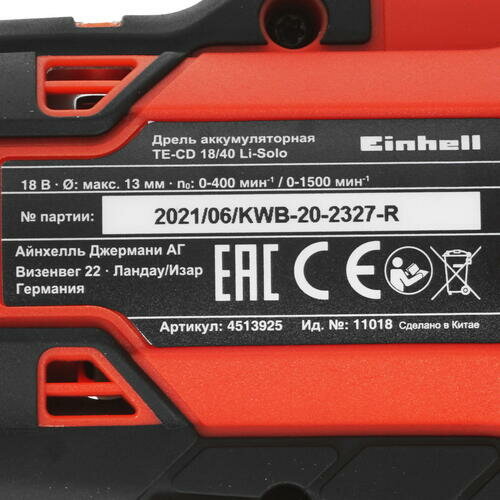 Дрель аккумуляторная
TE-CD 18/40 Li-Solo
Einhell
18 В · Ø: макс. 13 мм · n₀: 0-400 мин⁻¹ / 0-1500 мин⁻¹
№ партии: 2021/06/KWB-20-2327-R
Айнхелль Джермани АГ
Визенвег 22 · Ландау/Изар
Германия
EAC CE
Артикул: 4513925 Ид. №: 11018 Сделано в Китае